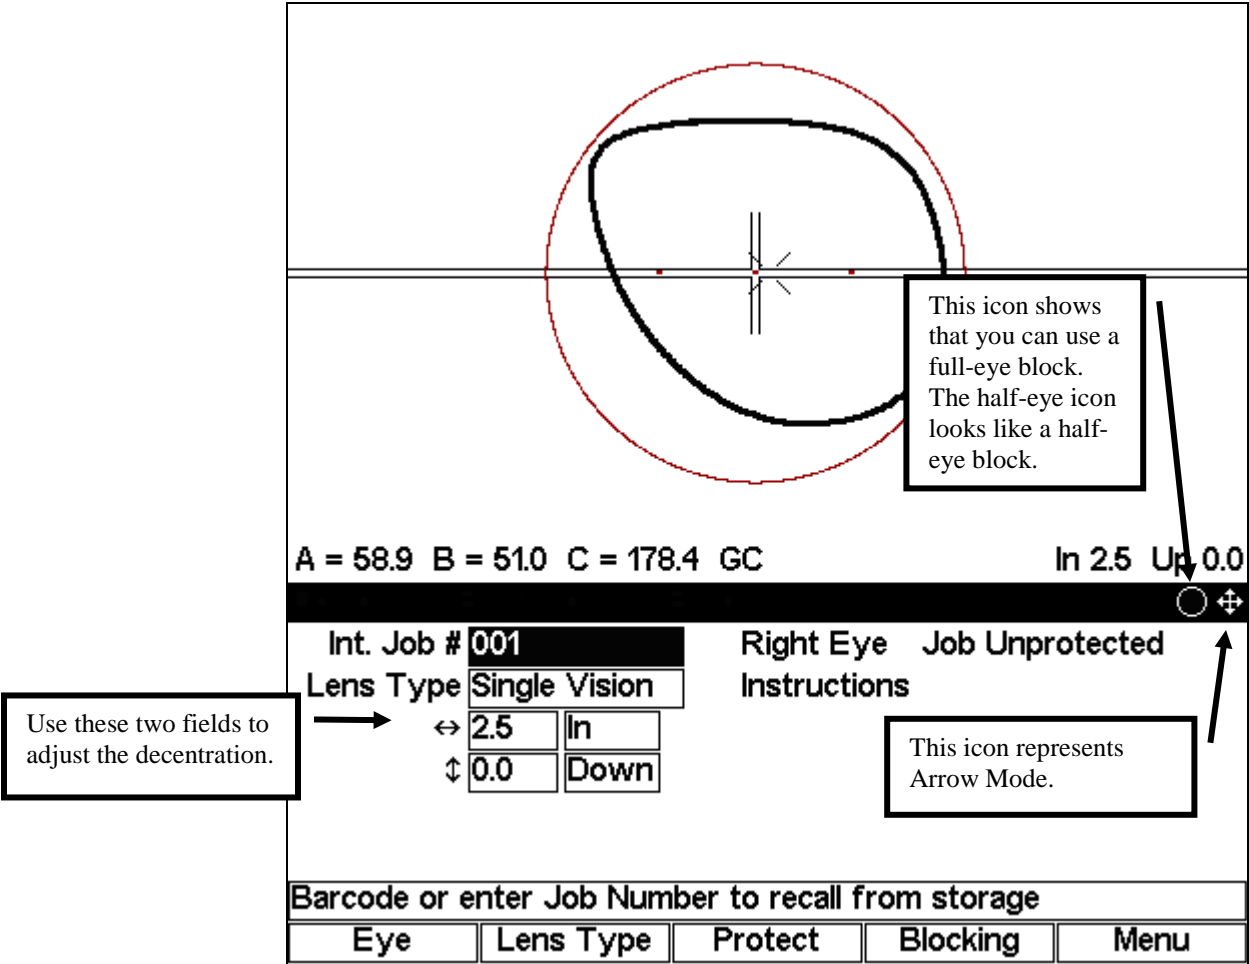 This icon shows
that you can use a
full-eye block.
The half-eye icon
looks like a half-
eye block.
A = 58.9 B = 51.0 C = 178.4 GC In 2.5 Up 0.0
Int. Job # 001 Right Eye Job Unprotected
Lens Type Single Vision Instructions
Use these two fields to
adjust the decentration.
↔ 2.5 In
↕ 0.0 Down
This icon represents
Arrow Mode.
Barcode or enter Job Number to recall from storage
Eye Lens Type Protect Blocking Menu